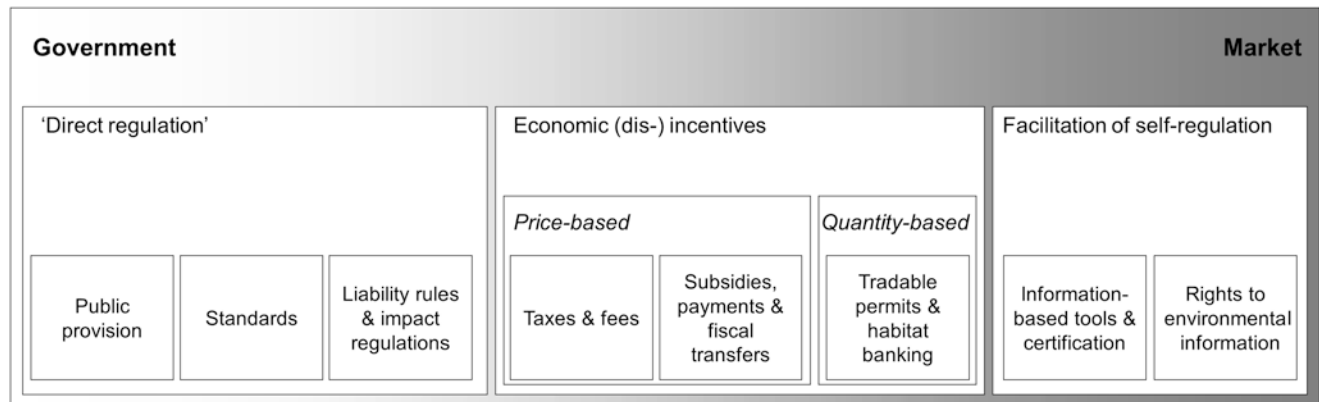 Government
Market
‘Direct regulation’
Economic (dis-) incentives
Facilitation of self-regulation
Price-based
Quantity-based
Public
provision
Standards
Liability rules
& impact
regulations
Taxes & fees
Subsidies,
payments &
fiscal
transfers
Tradable
permits &
habitat
banking
Information-
based tools &
certification
Rights to
environmental
information